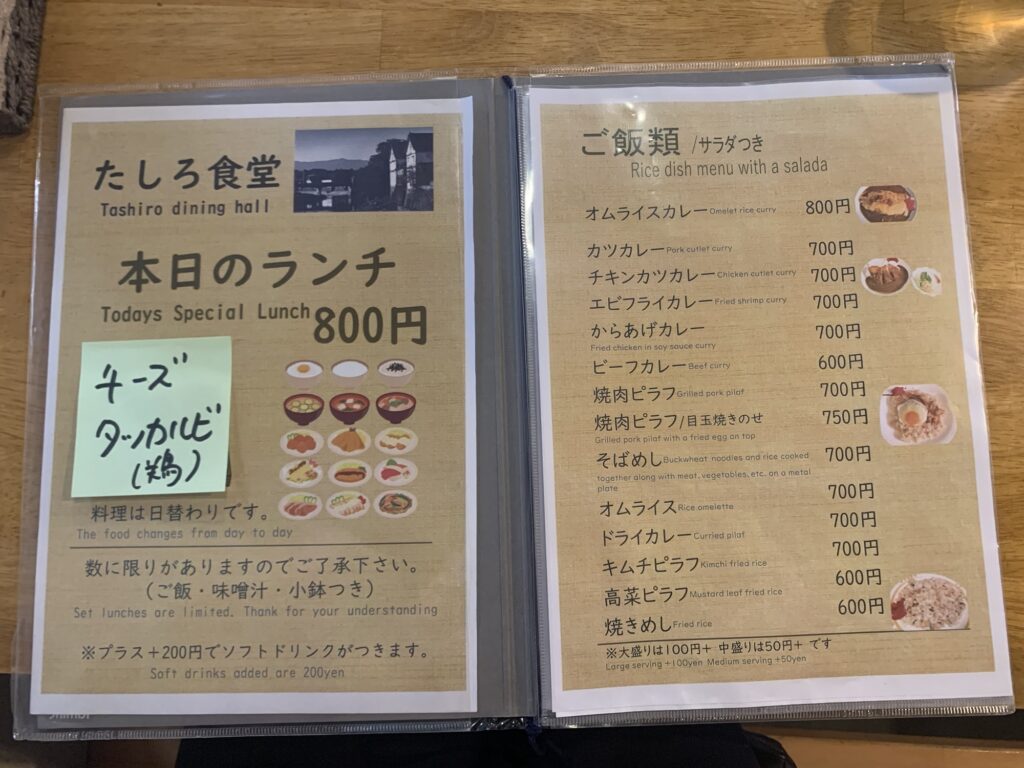 たしろ食堂
Tashiro dining hall
本日のランチ
Todays Special Lunch 800円
チーズ
タッカルビ
(鶏)
料理は日替わりです。
The food changes from day to day
数に限りがありますのでご了承下さい。
(ご飯・味噌汁・小鉢つき)
Set lunches are limited. Thank for your understanding
※プラス+200円でソフトドリンクがつきます。
Soft drinks added are 200yen
ご飯類 /サラダつき
Rice dish menu with a salada
オムライスカレー Omelet rice curry 800円
カツカレー Pork cutlet curry 700円
チキンカツカレー Chicken cutlet curry 700円
エビフライカレー Fried shrimp curry 700円
からあげカレー 700円
Fried chicken in soy sauce curry
ビーフカレー Beef curry 600円
焼肉ピラフ Grilled pork pilaf 700円
焼肉ピラフ/目玉焼きのせ 750円
Grilled pork pilaf with a fried egg on top
そばめし Buckwheat noodles and rice cooked 700円
together along with meat, vegetables, etc. on a metal
plate
オムライス Rice omelette 700円
ドライカレー Curried pilaf 700円
キムチピラフ Kimchi fried rice 700円
高菜ピラフ Mustard leaf fried rice 600円
焼きめし Fried rice 600円
※大盛りは100円+ 中盛りは50円+ です
Large serving +100yen Medium serving +50yen